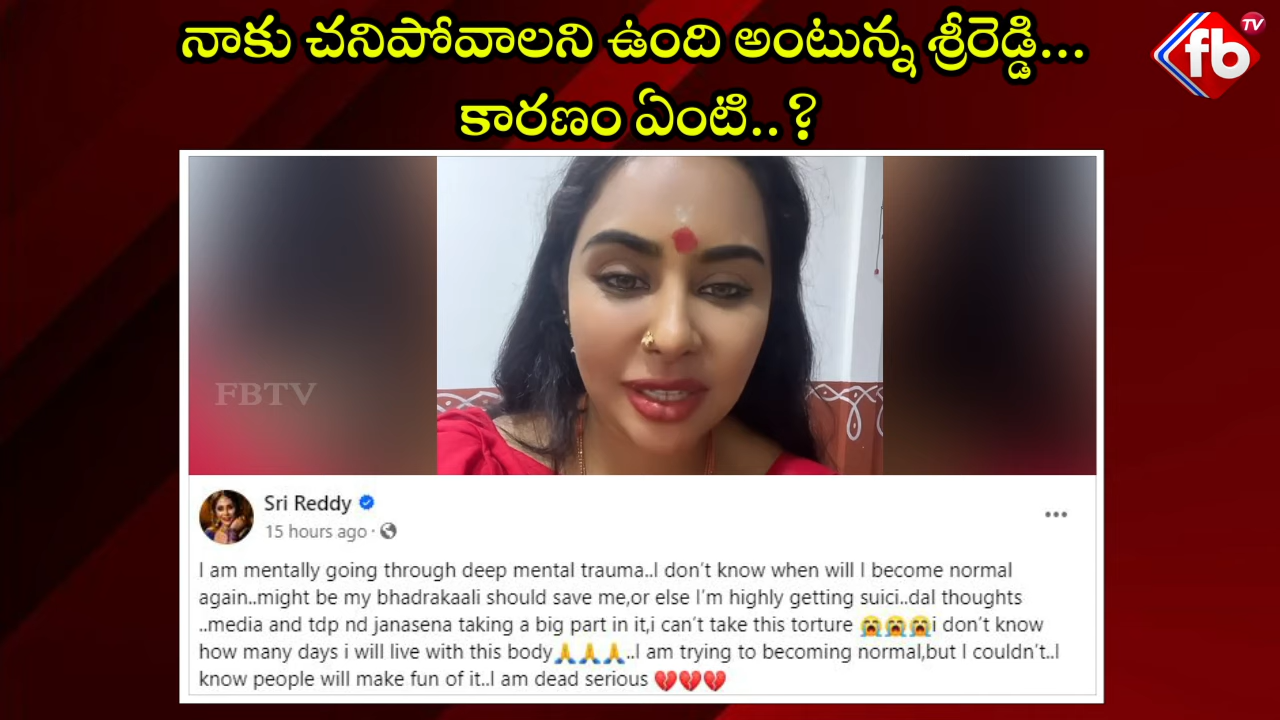 నాకు చనిపోవాలని ఉంది అంటున్న శ్రీరెడ్డి...
కారణం ఏంటి..?
fb TV
FBTV
Sri Reddy
15 hours ago ·
I am mentally going through deep mental trauma..I don't know when will I become normal
again..might be my bhadrakaali should save me,or else I'm highly getting suici..dal thoughts
..media and tdp nd janasena taking a big part in it,i can't take this torture 😭😭😭i don't know
how many days i will live with this body🙏🙏🙏..I am trying to becoming normal,but I couldn't..I
know people will make fun of it..I am dead serious 💔💔💔